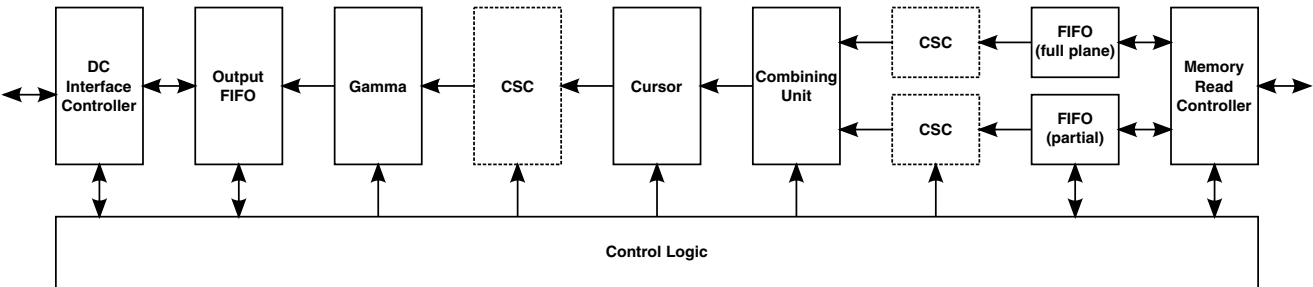 DC
Interface
Controller
Output
FIFO
Gamma
CSC
Cursor
Combining
Unit
CSC
FIFO
(full plane)
CSC
FIFO
(partial)
Memory
Read
Controller
Control Logic